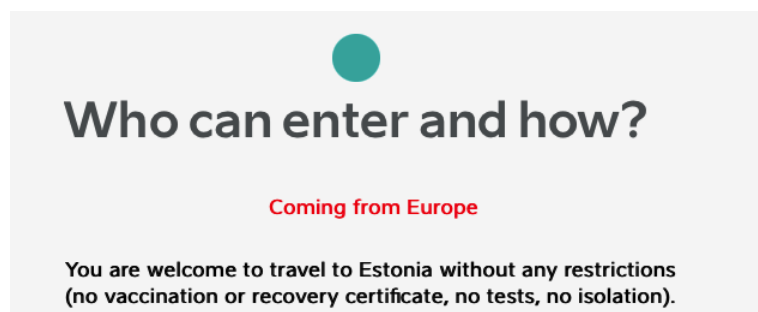 Who can enter and how?
Coming from Europe
You are welcome to travel to Estonia without any restrictions
(no vaccination or recovery certificate, no tests, no isolation).